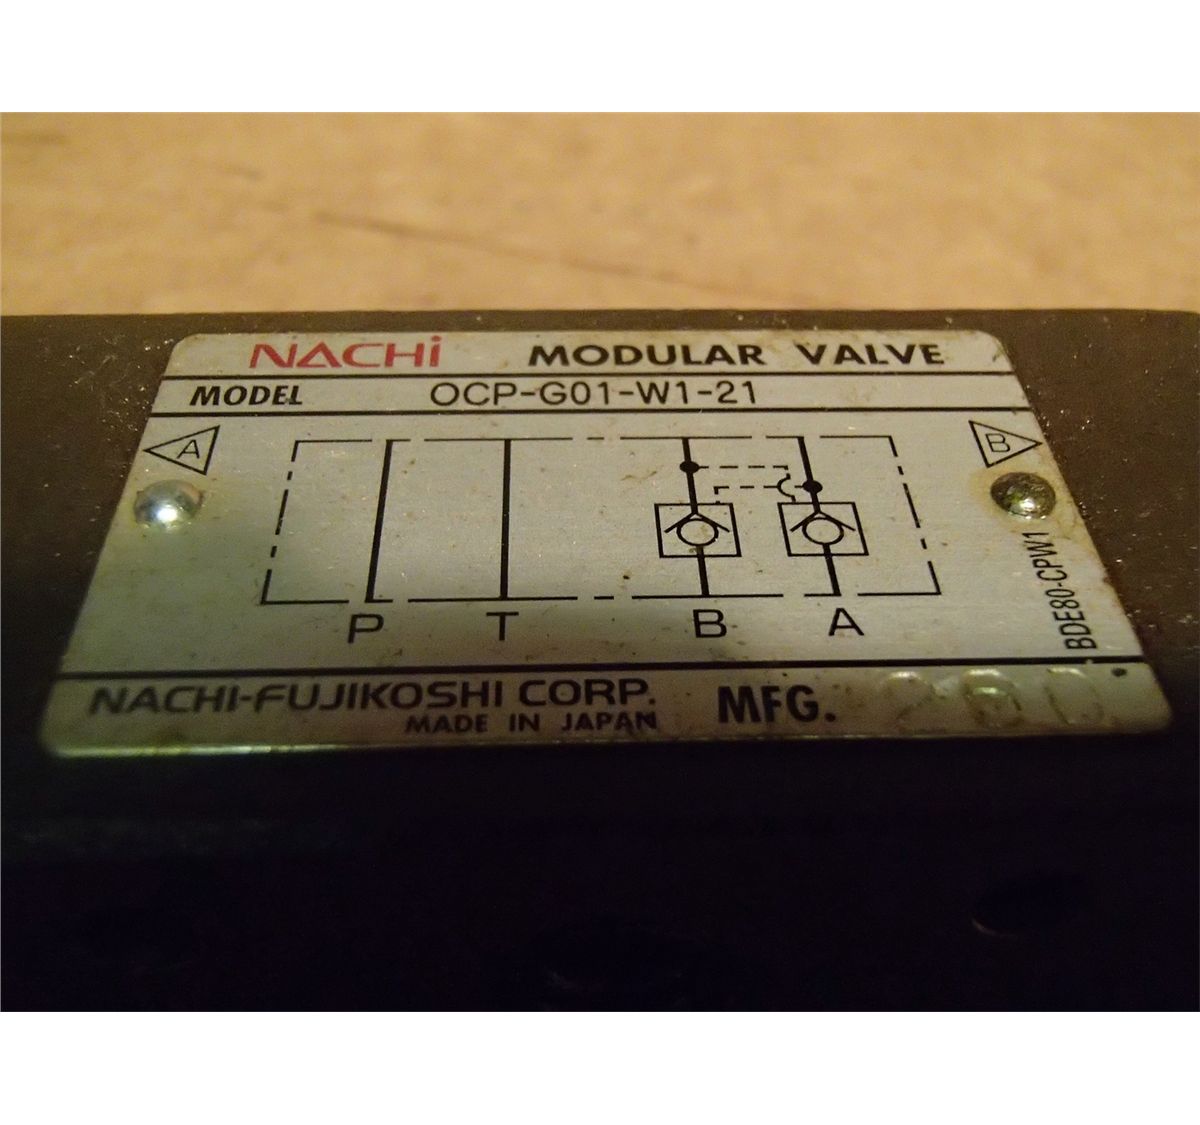 NACHi MODULAR VALVE
MODEL OCP-G01-W1-21
A B
P T B A
BDE80-CPW1
NACHI-FUJIKOSHI CORP.
MADE IN JAPAN MFG.